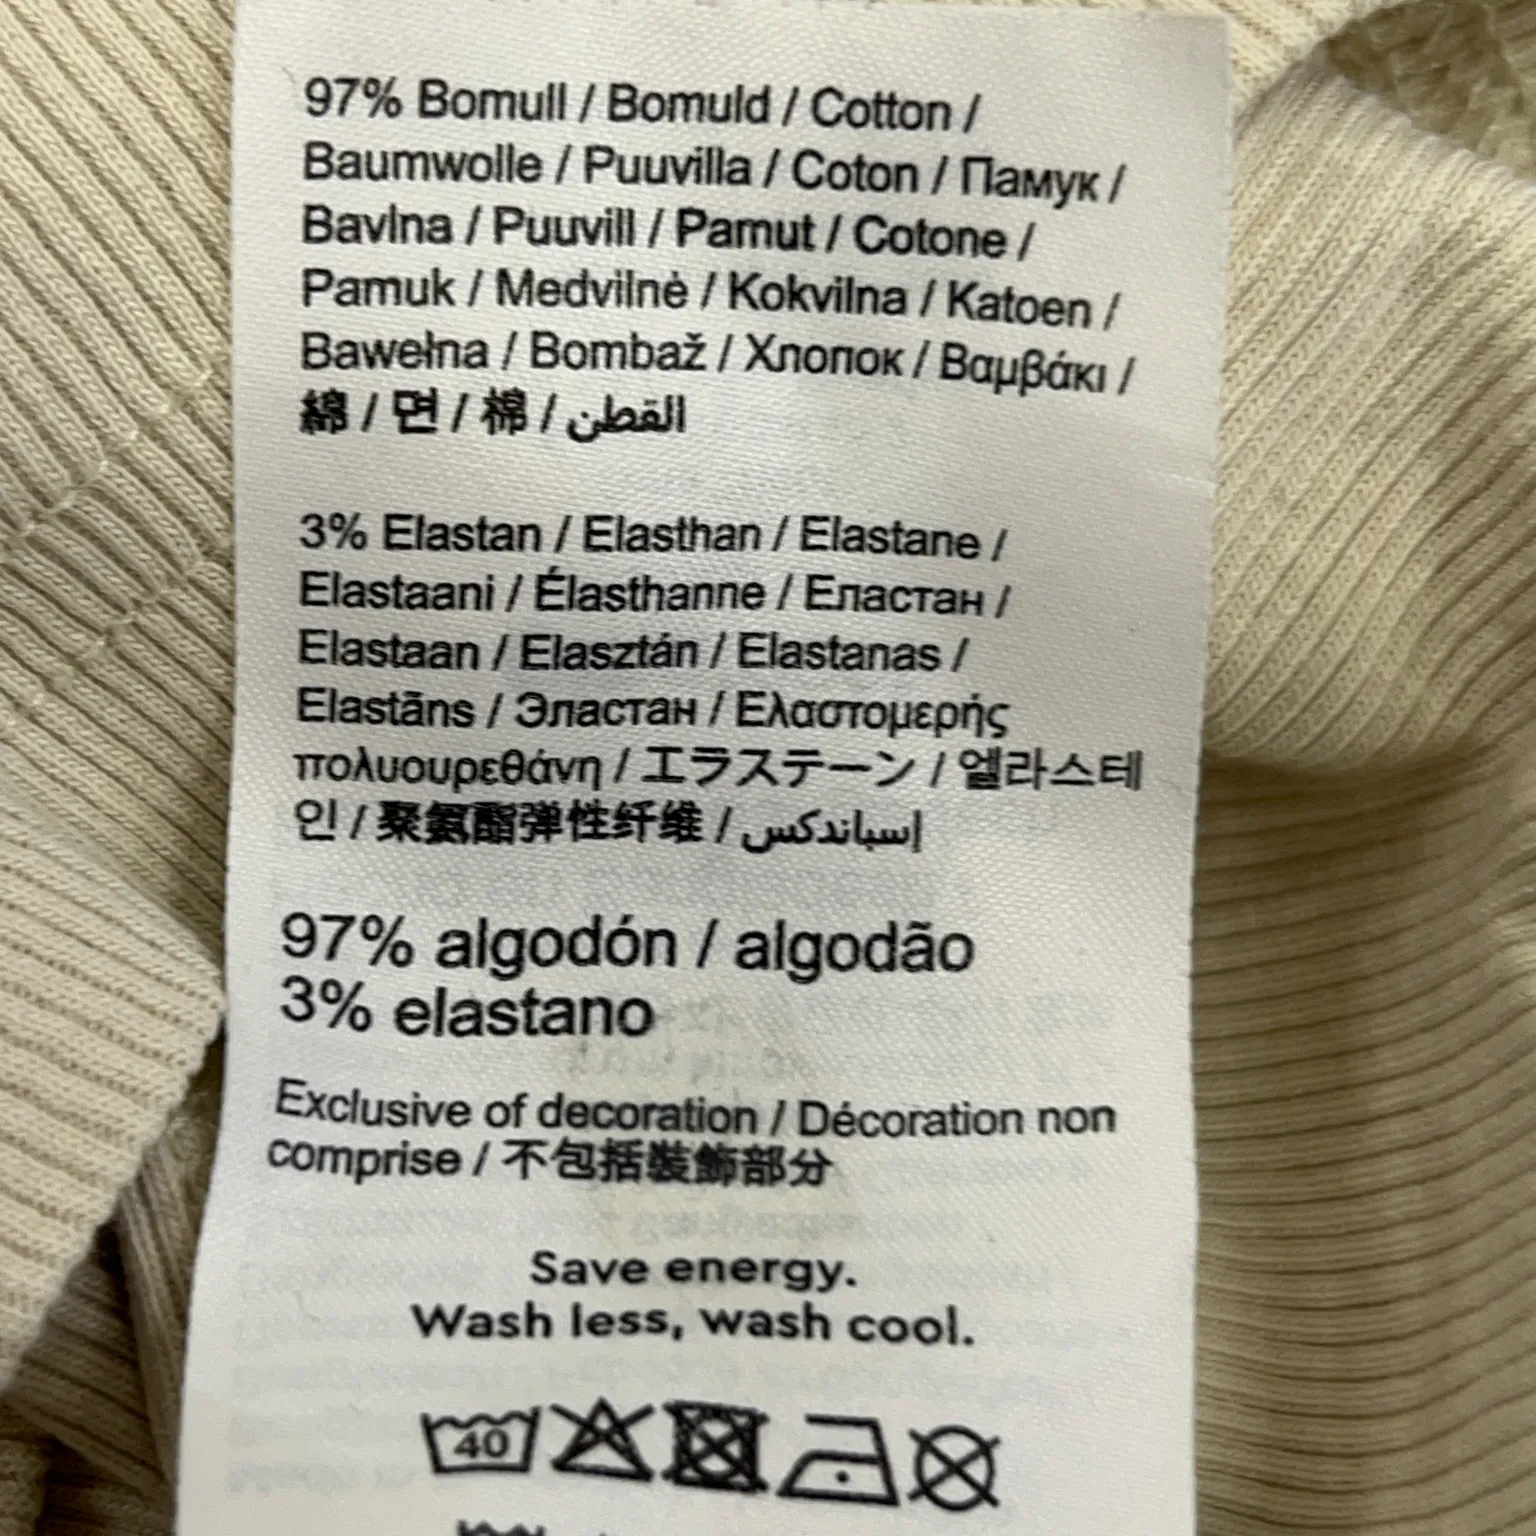 97% Bomull / Bomuld / Cotton /
Baumwolle / Puuvilla / Coton / Памук /
Bavlna / Puuvill / Pamut / Cotone /
Pamuk / Medvilnė / Kokvilna / Katoen /
Bawełna / Bombaž / Хлопок / Βαμβάκι /
綿 / 면 / 棉 / القطن
3% Elastan / Elasthan / Elastane /
Elastaani / Élasthanne / Еластан /
Elastaan / Elasztán / Elastanas /
Elastāns / Эластан / Ελαστομερής
πολυουρεθάνη / エラステーン / 엘라스테
인 / 聚氨酯弹性纤维 / إسباندكس
97% algodón / algodão
3% elastano
Exclusive of decoration / Décoration non
comprise / 不包括裝飾部分
Save energy.
Wash less, wash cool.
40